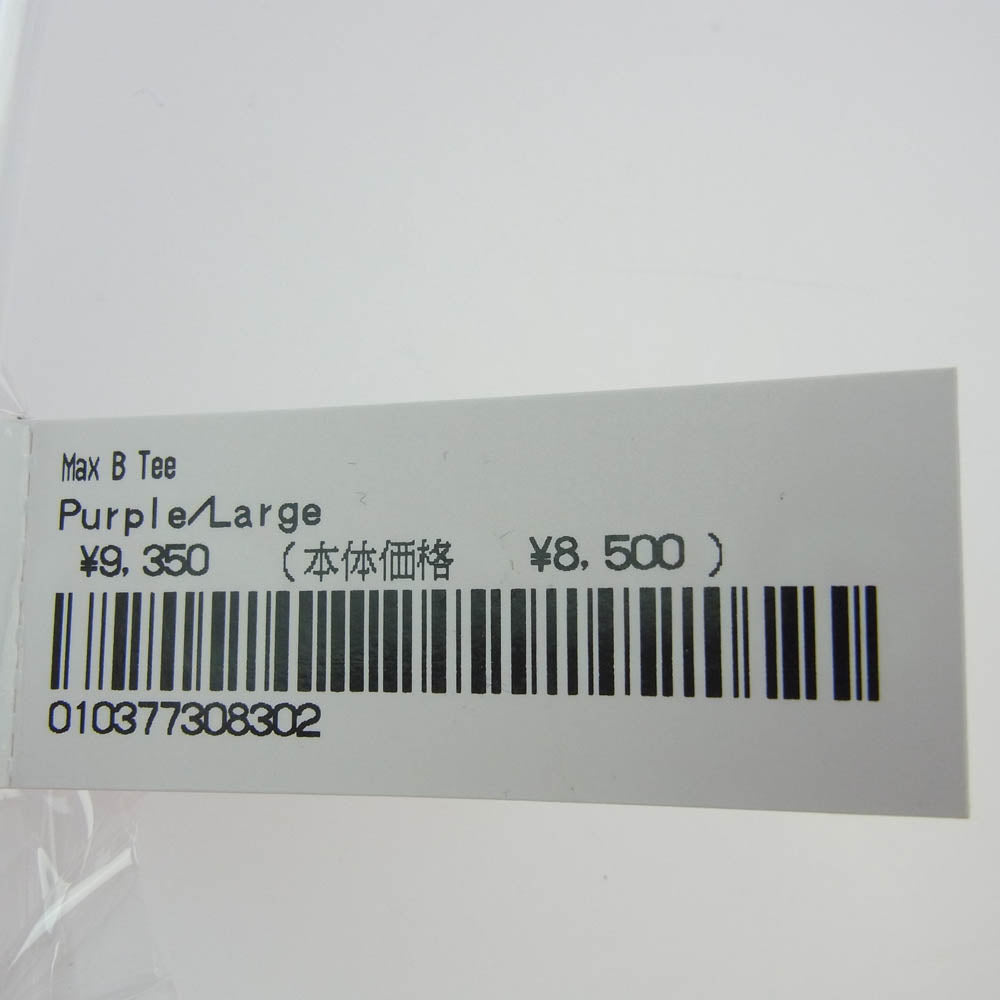 Max B Tee
Purple/Large
¥9,350 (本体価格 ¥8,500)
010377308302